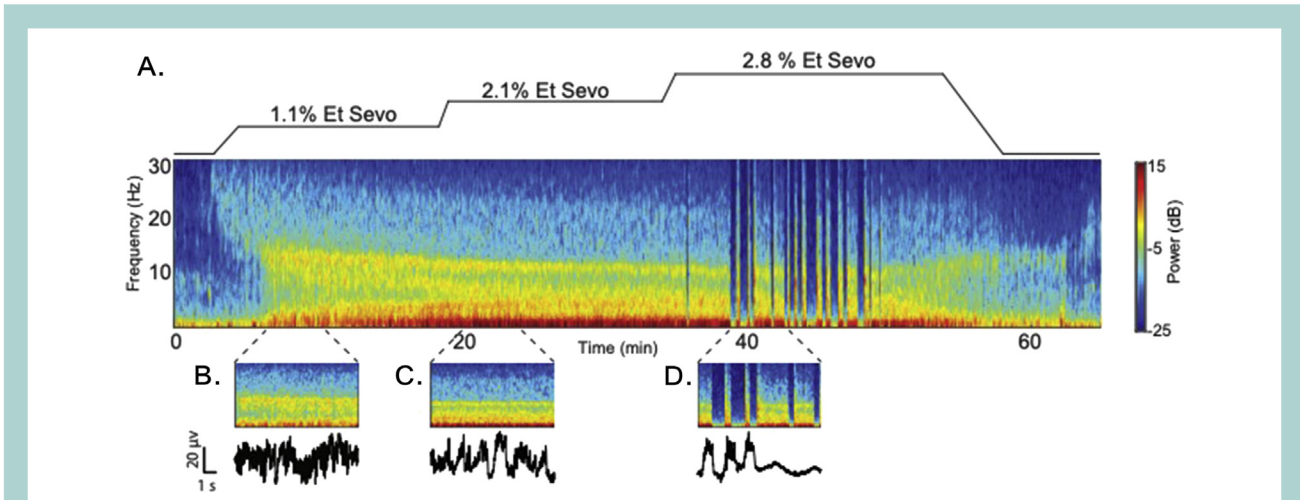 A.
1.1% Et Sevo
2.1% Et Sevo
2.8 % Et Sevo
Frequency (Hz)
30
20
10
0
20
40
60
Time (min)
15
-5
-25
Power (dB)
B.
C.
D.
20 µv
1 s